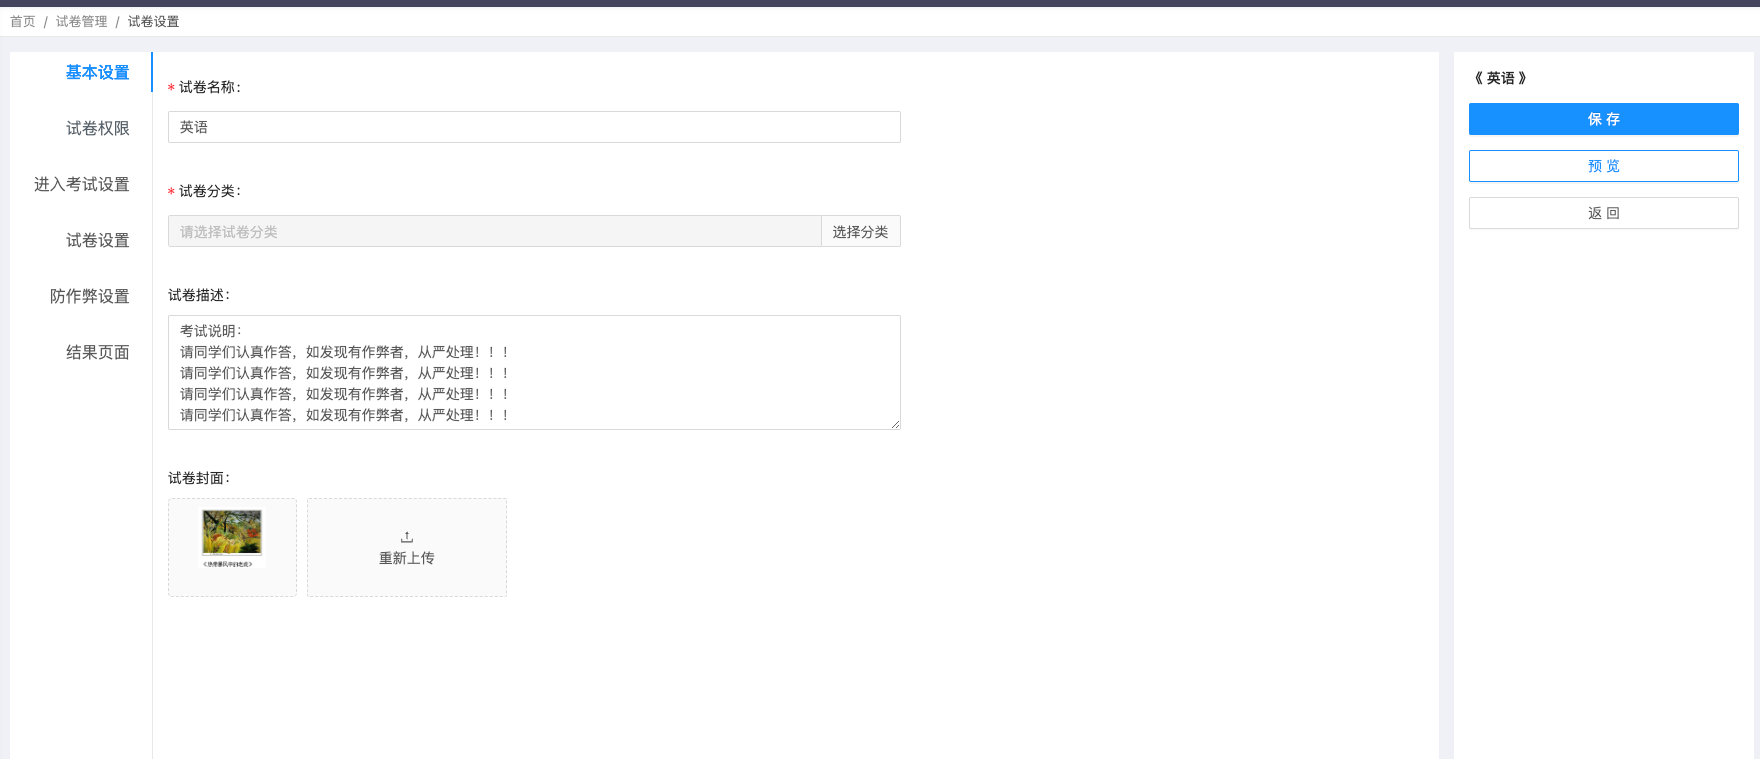 首页 / 试卷管理 / 试卷设置
基本设置
试卷权限
进入考试设置
试卷设置
防作弊设置
结果页面
* 试卷名称：
英语
* 试卷分类：
请选择试卷分类 选择分类
试卷描述：
考试说明：
请同学们认真作答，如发现有作弊者，从严处理！！！
请同学们认真作答，如发现有作弊者，从严处理！！！
请同学们认真作答，如发现有作弊者，从严处理！！！
请同学们认真作答，如发现有作弊者，从严处理！！！
试卷封面：
《热带暴风中的老虎》
重新上传
《 英语 》
保 存
预 览
返 回